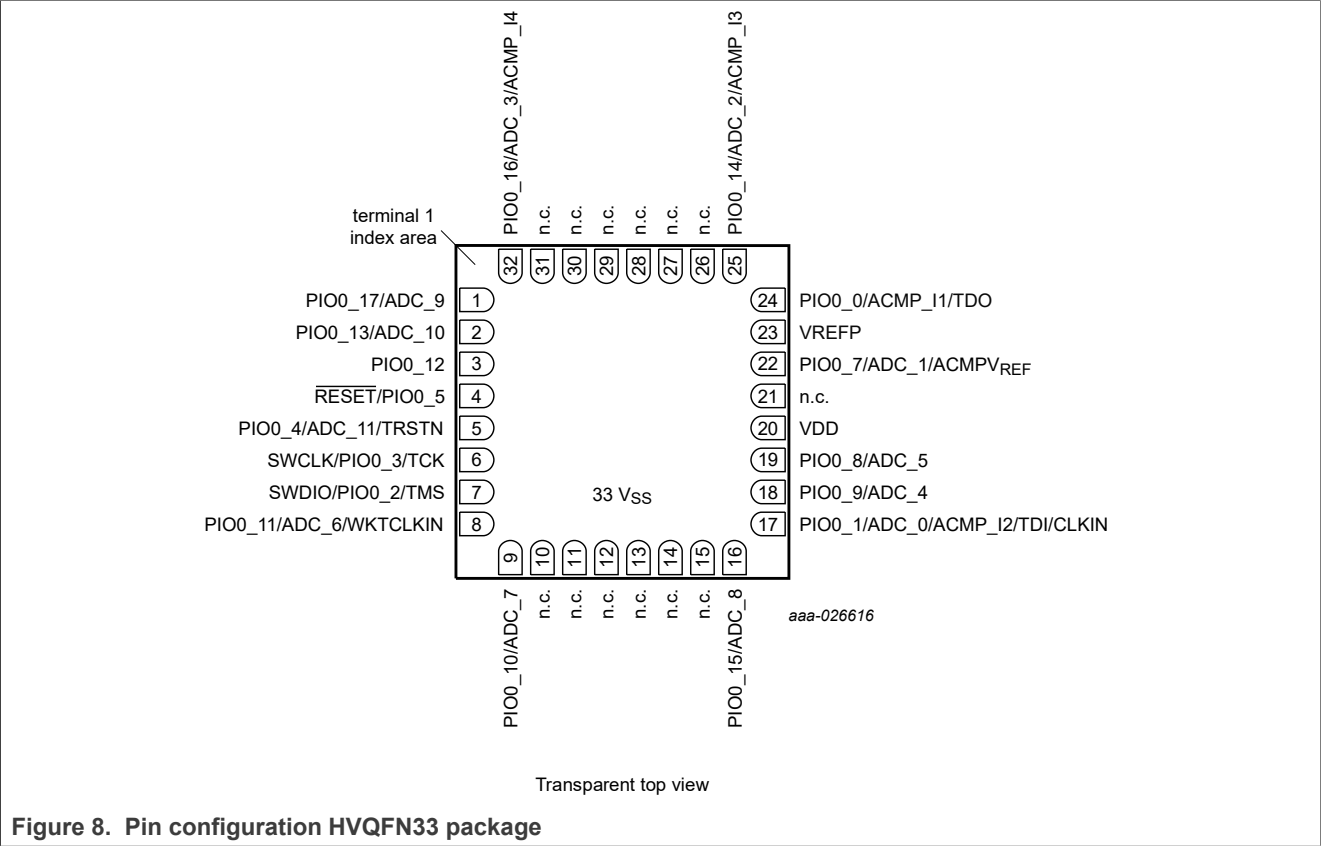 PIO0_16/ADC_3/ACMP_I4
n.c.
n.c.
n.c.
n.c.
n.c.
n.c.
PIO0_14/ADC_2/ACMP_I3
terminal 1
index area
32
31
30
29
28
27
26
25
PIO0_17/ADC_9 1
PIO0_13/ADC_10 2
PIO0_12 3
RESET/PIO0_5 4
PIO0_4/ADC_11/TRSTN 5
SWCLK/PIO0_3/TCK 6
SWDIO/PIO0_2/TMS 7
PIO0_11/ADC_6/WKTCLKIN 8
24 PIO0_0/ACMP_I1/TDO
23 VREFP
22 PIO0_7/ADC_1/ACMPVREF
21 n.c.
20 VDD
19 PIO0_8/ADC_5
18 PIO0_9/ADC_4
17 PIO0_1/ADC_0/ACMP_I2/TDI/CLKIN
33 VSS
9
10
11
12
13
14
15
16
PIO0_10/ADC_7
n.c.
n.c.
n.c.
n.c.
n.c.
n.c.
PIO0_15/ADC_8
aaa-026616
Transparent top view
Figure 8. Pin configuration HVQFN33 package